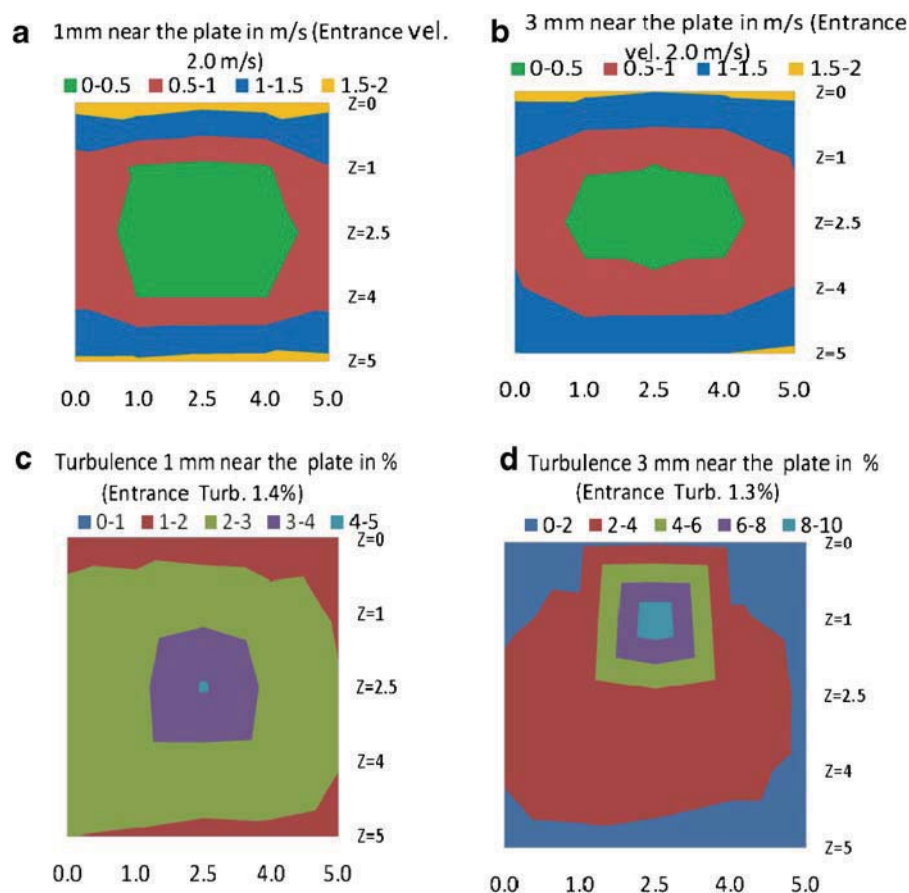 a 1mm near the plate in m/s (Entrance vel.
2.0 m/s)
0-0.5 0.5-1 1-1.5 1.5-2
Z=0
Z=1
Z=2.5
Z=4
Z=5
0.0 1.0 2.5 4.0 5.0
b 3 mm near the plate in m/s (Entrance
vel. 2.0 m/s)
0-0.5 0.5-1 1-1.5 1.5-2
Z=0
Z=1
Z=2.5
Z=4
Z=5
0.0 1.0 2.5 4.0 5.0
c Turbulence 1 mm near the plate in %
(Entrance Turb. 1.4%)
0-1 1-2 2-3 3-4 4-5
Z=0
Z=1
Z=2.5
Z=4
Z=5
0.0 1.0 2.5 4.0 5.0
d Turbulence 3 mm near the plate in %
(Entrance Turb. 1.3%)
0-2 2-4 4-6 6-8 8-10
Z=0
Z=1
Z=2.5
Z=4
Z=5
0.0 1.0 2.5 4.0 5.0